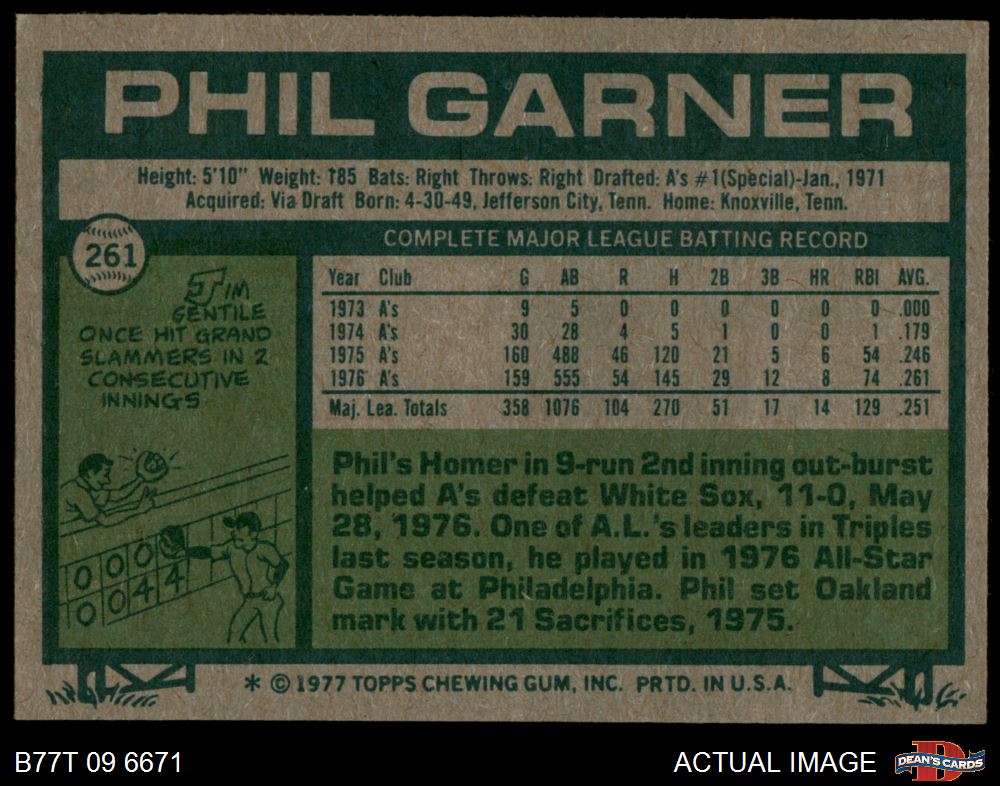 PHIL GARNER
Height: 5'10" Weight: 185 Bats: Right Throws: Right Drafted: A's #1(Special)-Jan., 1971
Acquired: Via Draft Born: 4-30-49, Jefferson City, Tenn. Home: Knoxville, Tenn.
261
COMPLETE MAJOR LEAGUE BATTING RECORD
JIM
GENTILE
ONCE HIT GRAND
SLAMMERS IN 2
CONSECUTIVE
INNINGS
0 0 0
0 0 4 4
Year Club G AB R H 2B 3B HR RBI AVG.
1973 A's 9 5 0 0 0 0 0 0 .000
1974 A's 30 28 4 5 1 0 0 1 .179
1975 A's 160 488 46 120 21 5 6 54 .246
1976 A's 159 555 54 145 29 12 8 74 .261
Maj. Lea. Totals 358 1076 104 270 51 17 14 129 .251
Phil's Homer in 9-run 2nd inning out-burst
helped A's defeat White Sox, 11-0, May
28, 1976. One of A.L.'s leaders in Triples
last season, he played in 1976 All-Star
Game at Philadelphia. Phil set Oakland
mark with 21 Sacrifices, 1975.
* © 1977 TOPPS CHEWING GUM, INC. PRTD. IN U.S.A.
B77T 09 6671
ACTUAL IMAGE
D
DEAN'S CARDS